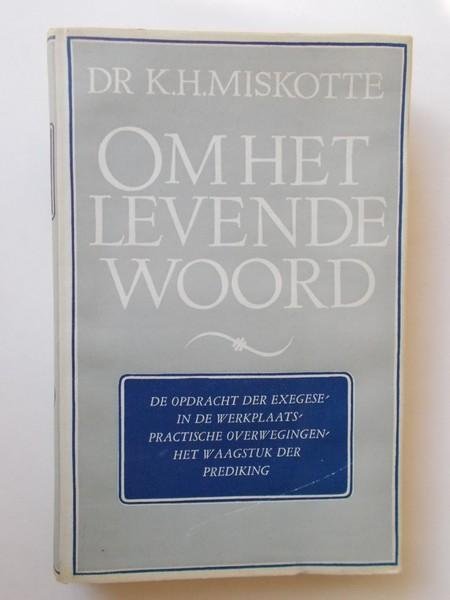 DR K.H.MISKOTTE
OM HET
LEVENDE
WOORD
DE OPDRACHT DER EXEGESE-
IN DE WERKPLAATS-
PRACTISCHE OVERWEGINGEN-
HET WAAGSTUK DER
PREDIKING